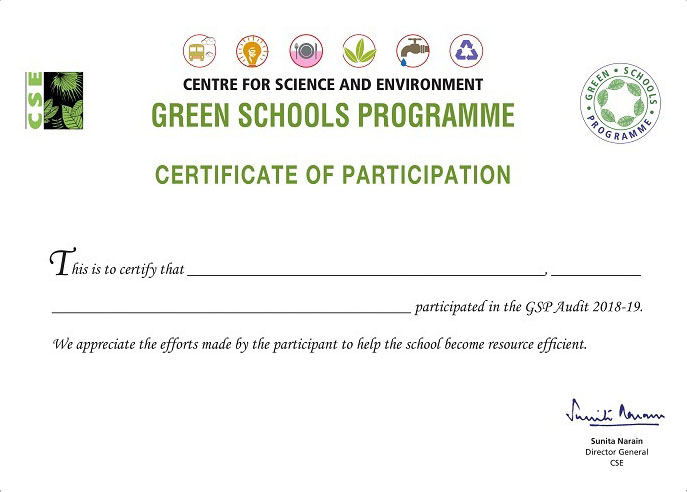 CSE
CENTRE FOR SCIENCE AND ENVIRONMENT
GREEN SCHOOLS PROGRAMME
GREEN • SCHOOLS • PROGRAMME •
CERTIFICATE OF PARTICIPATION
This is to certify that ____________________, __________
____________________ participated in the GSP Audit 2018-19.
We appreciate the efforts made by the participant to help the school become resource efficient.
Sunita Narain
Sunita Narain
Director General
CSE